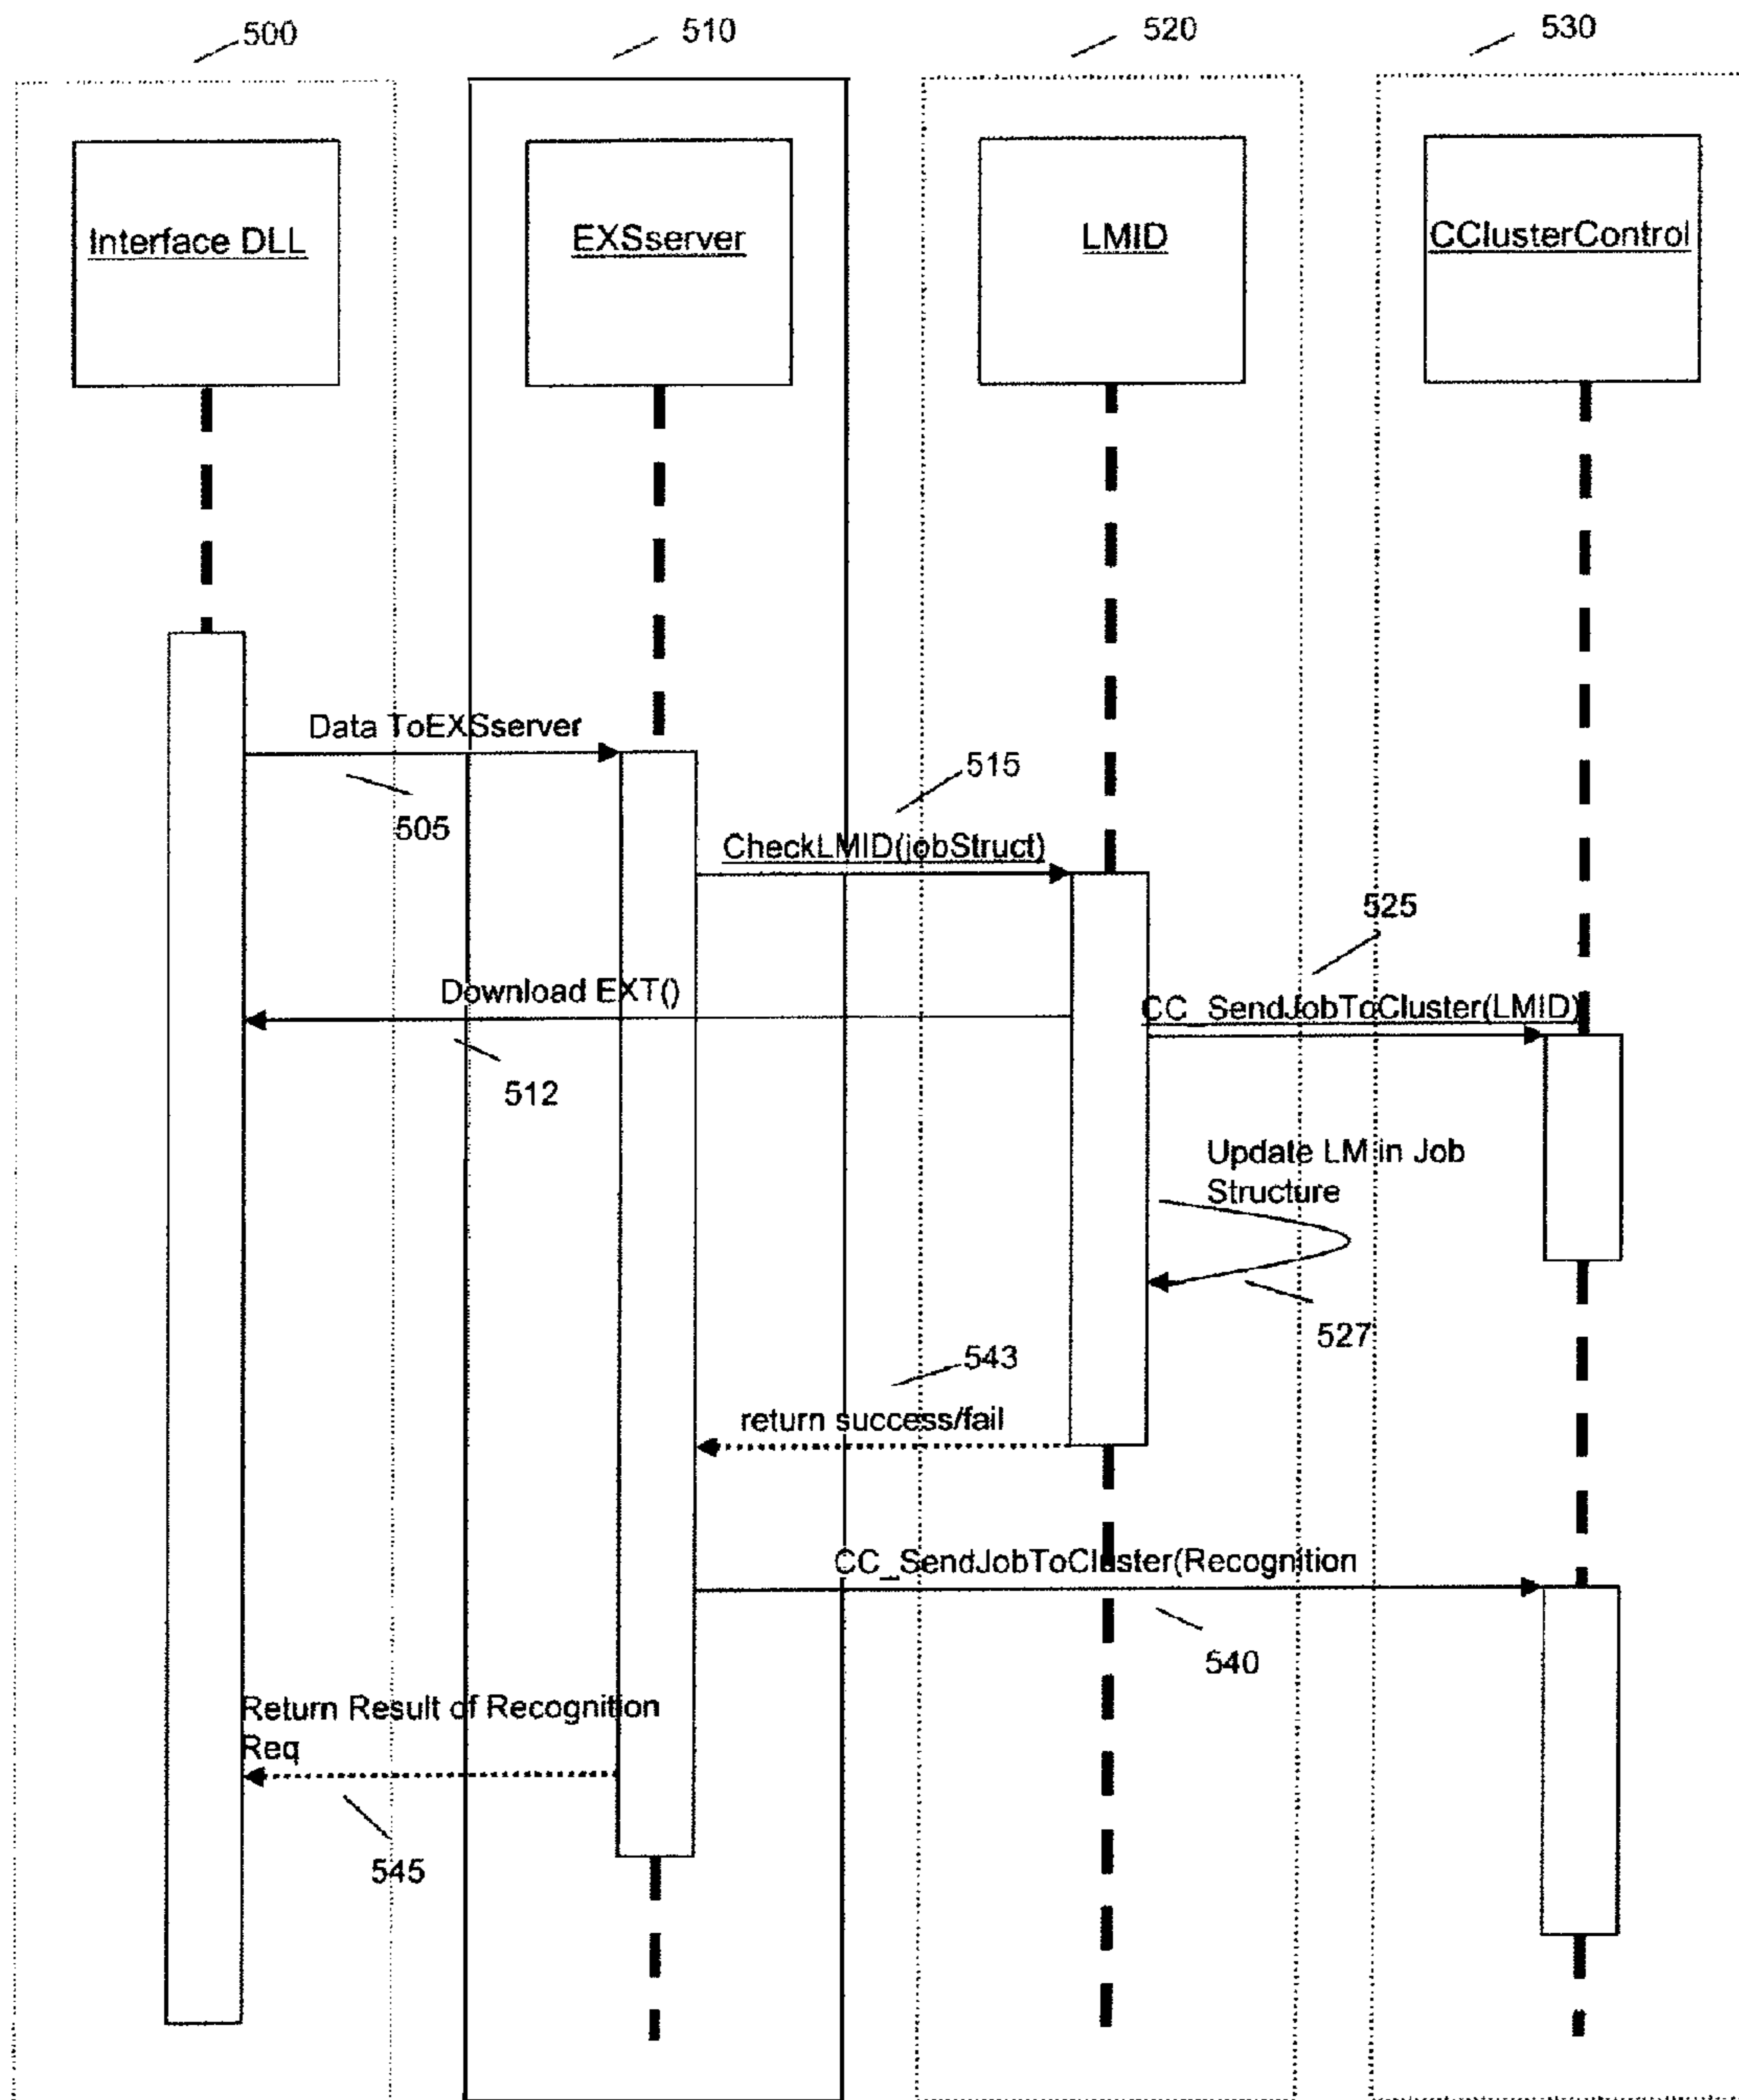 500
510
520
530
Interface DLL
EXSserver
LMID
CClusterControl
Data ToEXSserver
505
515
CheckLMID(jobStruct)
525
Download EXT()
CC_SendJobToCluster(LMID)
512
Update LM in Job
Structure
527
543
return success/fail
CC_SendJobToCluster(Recognition
540
Return Result of Recognition
Req
545